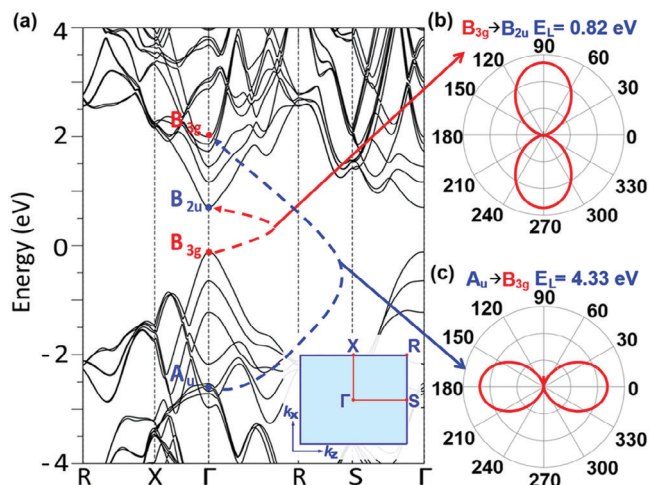 (a)
Energy (eV)
4
2
0
-2
-4
B3g
B2u
B3g
Au
X
R
Γ
S
kx
kz
R
X
Γ
R
S
Γ
(b)
B3g→B2u EL= 0.82 eV
90
120
60
150
30
180
0
210
330
240
300
270
(c)
Au→B3g EL= 4.33 eV
90
120
60
150
30
180
0
210
330
240
300
270